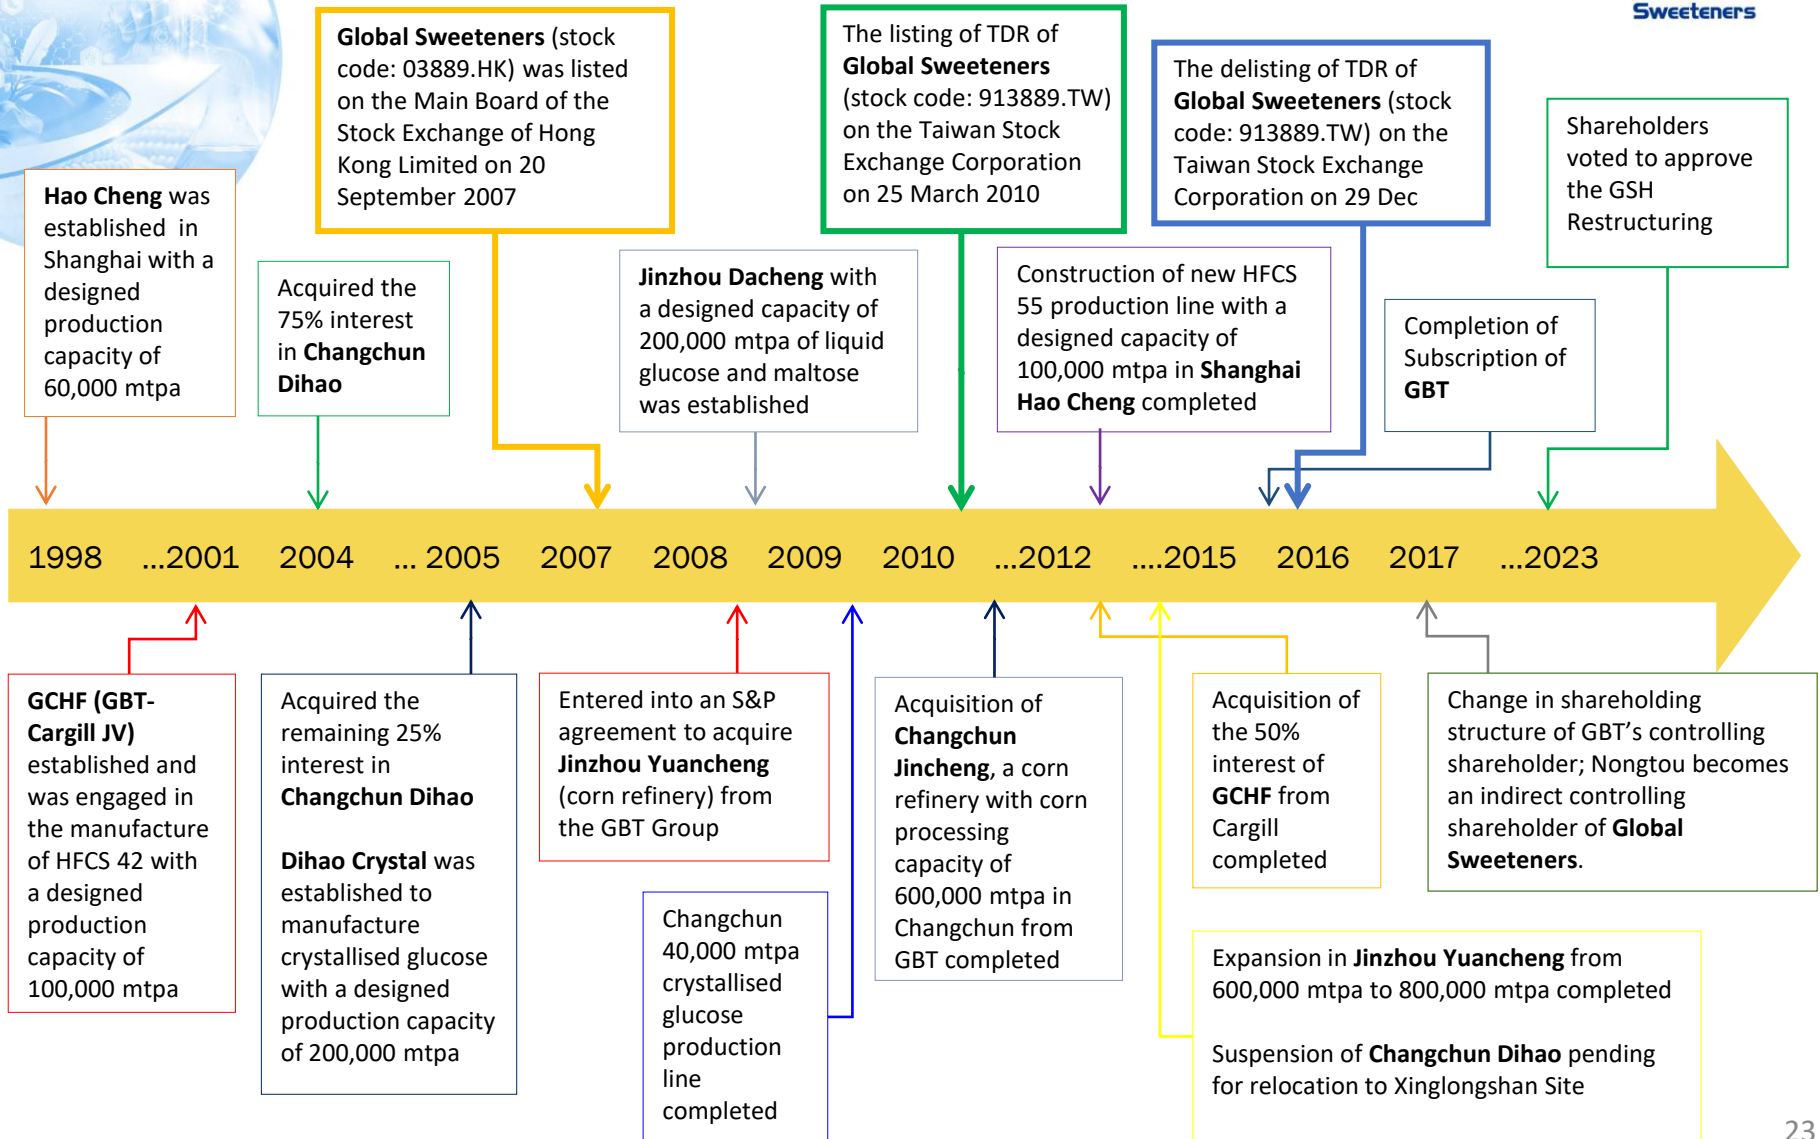 Sweeteners
Global Sweeteners (stock
code: 03889.HK) was listed
on the Main Board of the
Stock Exchange of Hong
Kong Limited on 20
September 2007
The listing of TDR of
Global Sweeteners
(stock code: 913889.TW)
on the Taiwan Stock
Exchange Corporation
on 25 March 2010
The delisting of TDR of
Global Sweeteners (stock
code: 913889.TW) on the
Taiwan Stock Exchange
Corporation on 29 Dec
Shareholders
voted to approve
the GSH
Restructuring
Hao Cheng was
established in
Shanghai with a
designed
production
capacity of
60,000 mtpa
Acquired the
75% interest
in Changchun
Dihao
Jinzhou Dacheng with
a designed capacity of
200,000 mtpa of liquid
glucose and maltose
was established
Construction of new HFCS
55 production line with a
designed capacity of
100,000 mtpa in Shanghai
Hao Cheng completed
Completion of
Subscription of
GBT
1998 ...2001 2004 ... 2005 2007 2008 2009 2010 ...2012 ....2015 2016 2017 ...2023
GCHF (GBT-
Cargill JV)
established and
was engaged in
the manufacture
of HFCS 42 with
a designed
production
capacity of
100,000 mtpa
Acquired the
remaining 25%
interest in
Changchun Dihao
Dihao Crystal was
established to
manufacture
crystallised glucose
with a designed
production capacity
of 200,000 mtpa
Entered into an S&P
agreement to acquire
Jinzhou Yuancheng
(corn refinery) from
the GBT Group
Changchun
40,000 mtpa
crystallised
glucose
production
line
completed
Acquisition of
Changchun
Jincheng, a corn
refinery with corn
processing
capacity of
600,000 mtpa in
Changchun from
GBT completed
Acquisition of
the 50%
interest of
GCHF from
Cargill
completed
Change in shareholding
structure of GBT’s controlling
shareholder; Nongtou becomes
an indirect controlling
shareholder of Global
Sweeteners.
Expansion in Jinzhou Yuancheng from
600,000 mtpa to 800,000 mtpa completed
Suspension of Changchun Dihao pending
for relocation to Xinglongshan Site
23